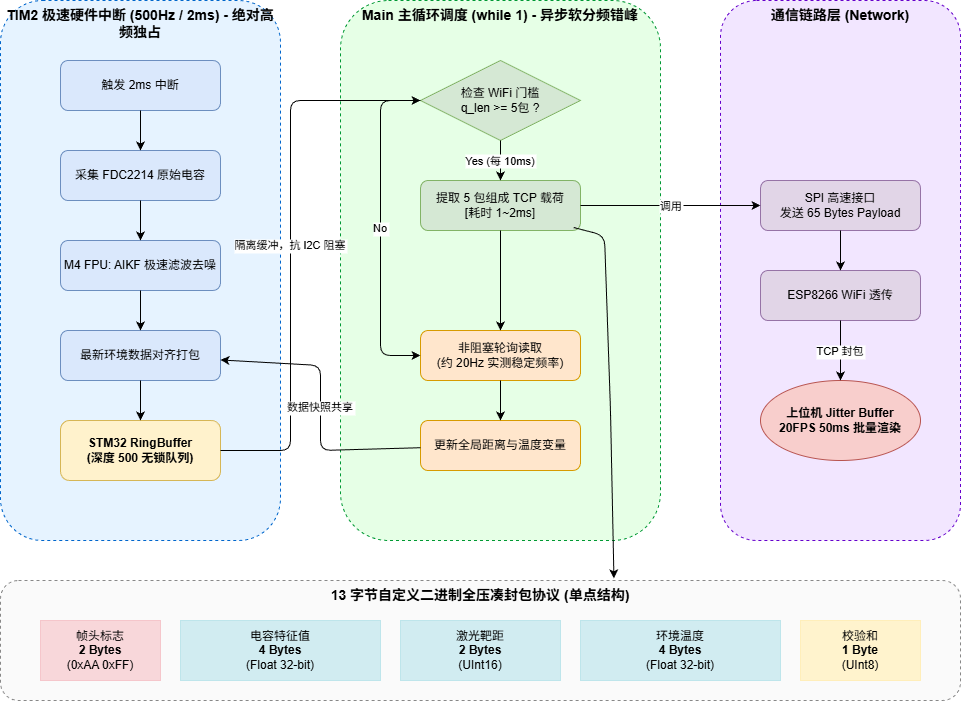 TIM2 极速硬件中断 (500Hz / 2ms) - 绝对高
频独占
触发 2ms 中断
采集 FDC2214 原始电容
M4 FPU: AIKF 极速滤波去噪
最新环境数据对齐打包
STM32 RingBuffer
(深度 500 无锁队列)
隔离缓冲，抗 I2C 阻塞
数据快照共享
Main 主循环调度 (while 1) - 异步软分频错峰
检查 WiFi 门槛
q_len >= 5包 ?
Yes (每 10ms)
No
提取 5 包组成 TCP 载荷
[耗时 1~2ms]
非阻塞轮询读取
(约 20Hz 实测稳定频率)
更新全局距离与温度变量
调用
通信链路层 (Network)
SPI 高速接口
发送 65 Bytes Payload
ESP8266 WiFi 透传
TCP 封包
上位机 Jitter Buffer
20FPS 50ms 批量渲染
13 字节自定义二进制全压凑封包协议 (单点结构)
帧头标志
2 Bytes
(0xAA 0xFF)
电容特征值
4 Bytes
(Float 32-bit)
激光靶距
2 Bytes
(UInt16)
环境温度
4 Bytes
(Float 32-bit)
校验和
1 Byte
(UInt8)